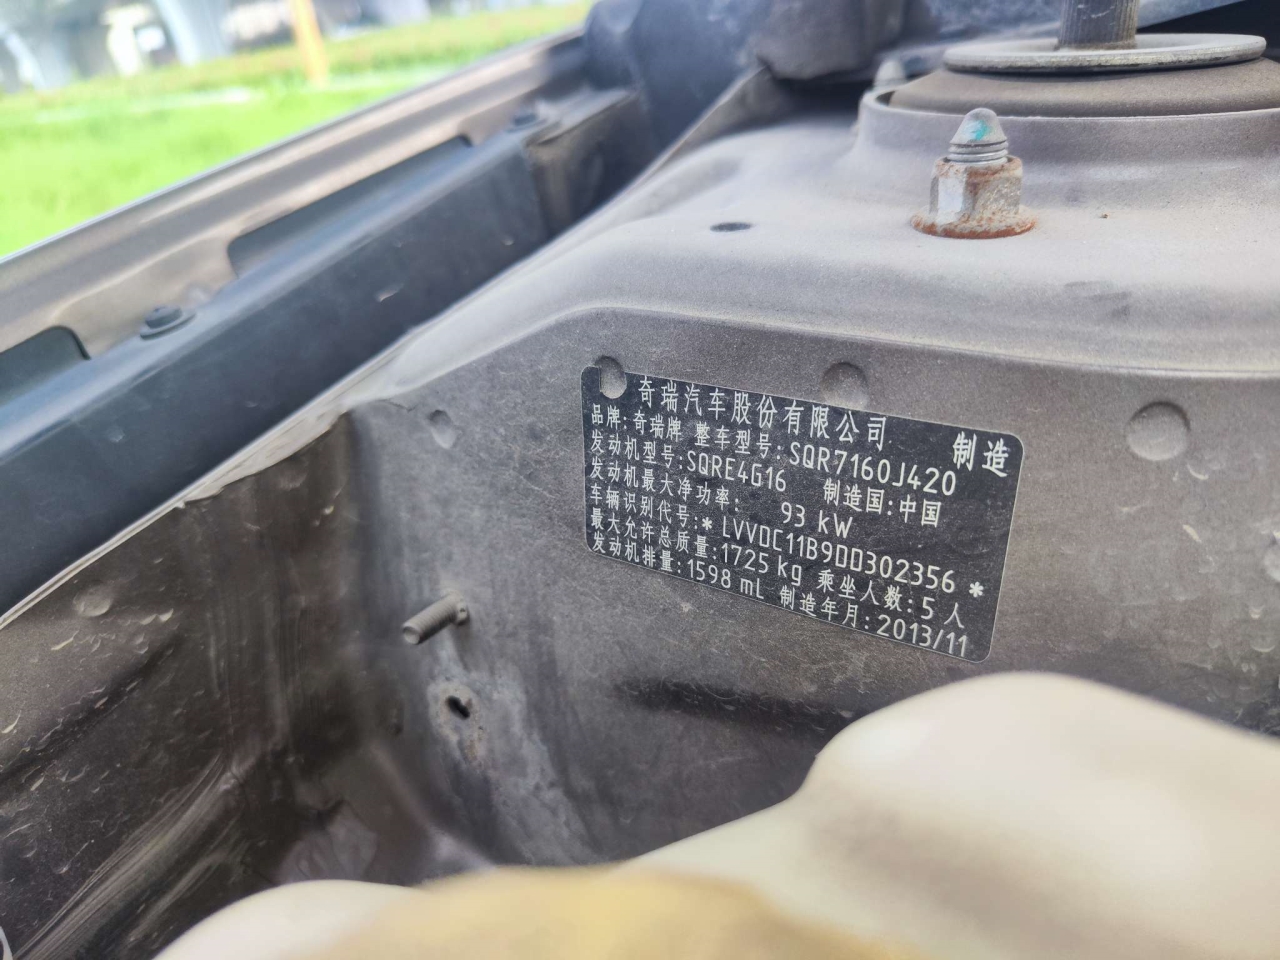 奇瑞汽车股份有限公司 制造
品牌:奇瑞牌 整车型号:SQR7160J420
发动机型号:SQRE4G16 制造国:中国
发动机最大净功率: 93 kW
车辆识别代号:* LVVDC11B9DD302356 *
最大允许总质量:1725 kg 乘坐人数:5 人
发动机排量:1598 mL 制造年月:2013/11